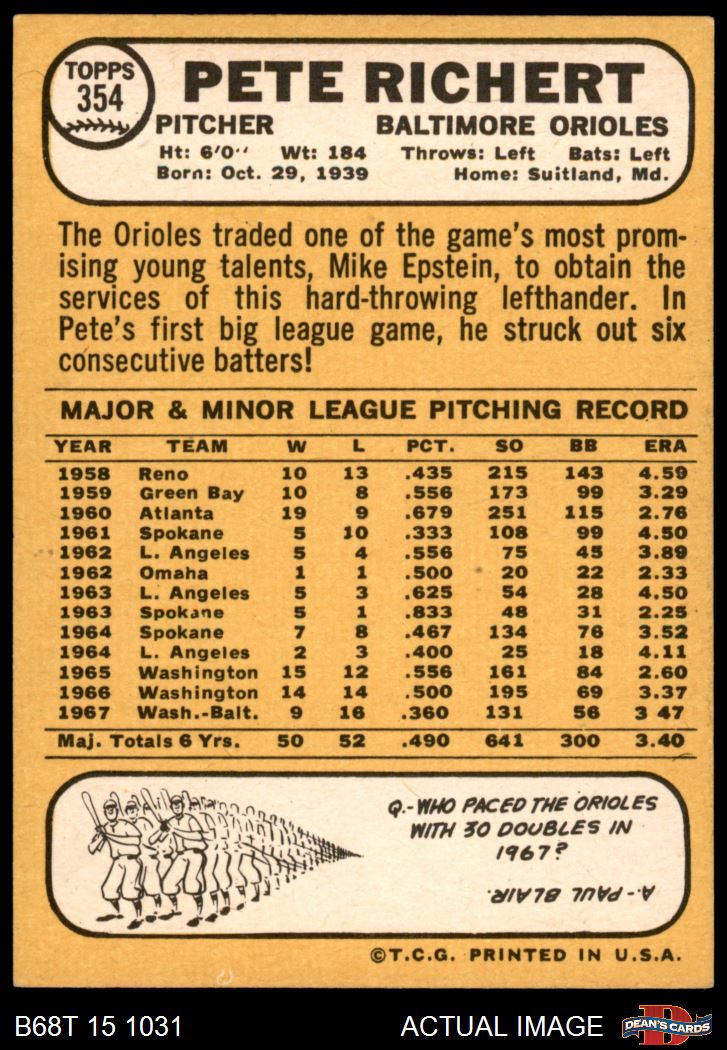 TOPPS
354
PETE RICHERT
PITCHER BALTIMORE ORIOLES
Ht: 6'0'' Wt: 184 Throws: Left Bats: Left
Born: Oct. 29, 1939 Home: Suitland, Md.
The Orioles traded one of the game's most prom-
ising young talents, Mike Epstein, to obtain the
services of this hard-throwing lefthander. In
Pete's first big league game, he struck out six
consecutive batters!
MAJOR & MINOR LEAGUE PITCHING RECORD
YEAR TEAM W L PCT. SO BB ERA
1958 Reno 10 13 .435 215 143 4.59
1959 Green Bay 10 8 .556 173 99 3.29
1960 Atlanta 19 9 .679 251 115 2.76
1961 Spokane 5 10 .333 108 99 4.50
1962 L. Angeles 5 4 .556 75 45 3.89
1962 Omaha 1 1 .500 20 22 2.33
1963 L. Angeles 5 3 .625 54 28 4.50
1963 Spokane 5 1 .833 48 31 2.25
1964 Spokane 7 8 .467 134 76 3.52
1964 L. Angeles 2 3 .400 25 18 4.11
1965 Washington 15 12 .556 161 84 2.60
1966 Washington 14 14 .500 195 69 3.37
1967 Wash.-Balt. 9 16 .360 131 56 3 47
Maj. Totals 6 Yrs. 50 52 .490 641 300 3.40
Q.-WHO PACED THE ORIOLES
WITH 30 DOUBLES IN
1967?
A.- PAUL BLAIR.
©T.C.G. PRINTED IN U.S.A.
B68T 15 1031 ACTUAL IMAGE
D
DEAN'S CARDS